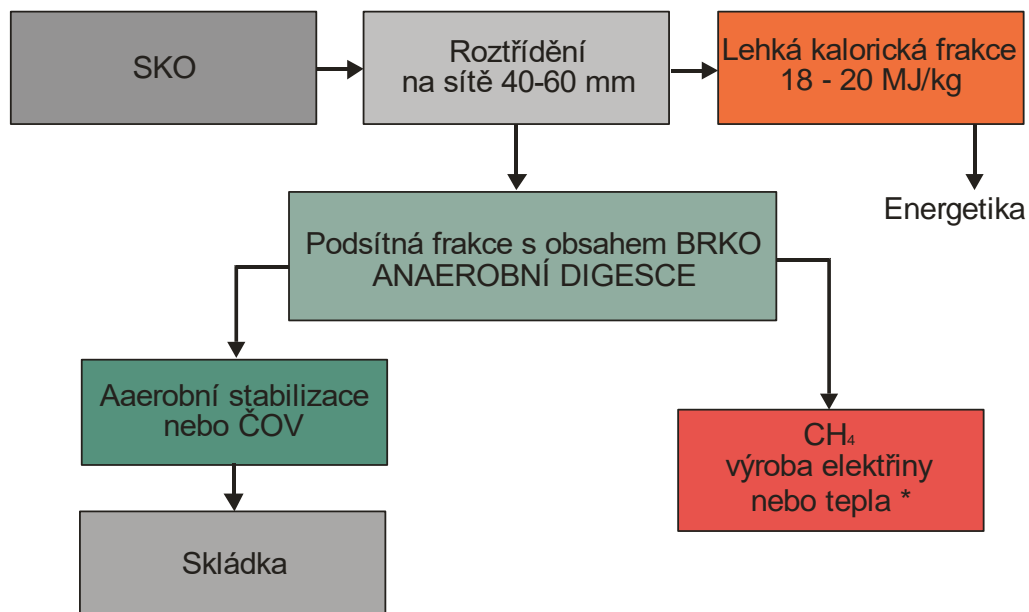 SKO
Roztřídění
na sítě 40-60 mm
Lehká kalorická frakce
18 - 20 MJ/kg
Energetika
Podsítná frakce s obsahem BRKO
ANAEROBNÍ DIGESCE
Aaerobní stabilizace
nebo ČOV
CH₄
výroba elektřiny
nebo tepla *
Skládka